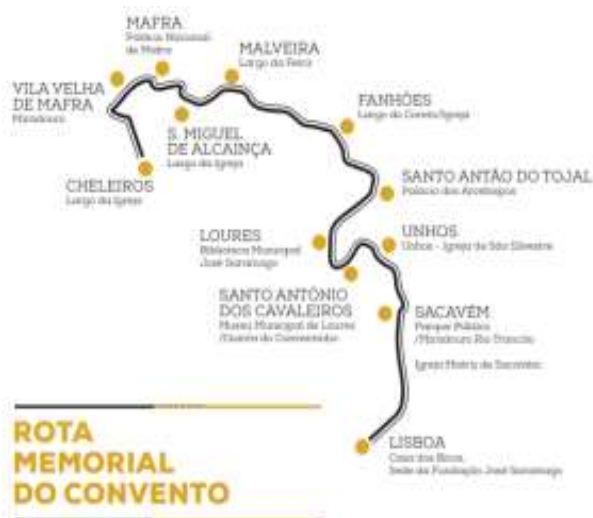 MAFRA
Palácio Nacional
de Mafra
MALVEIRA
Largo da Feira
VILA VELHA
DE MAFRA
Miradouro
S. MIGUEL
DE ALCAINÇA
Largo da Igreja
CHELEIROS
Largo da Igreja
FANHÕES
Largo do Coreto/Igreja
SANTO ANTÃO DO TOJAL
Palácio dos Arcebispos
LOURES
Biblioteca Municipal
José Saramago
UNHOS
Unhos - Igreja de São Silvestre
SANTO ANTÓNIO
DOS CAVALEIROS
Museu Municipal de Loures
/Quinta do Conventinho
SACAVÉM
Parque Público
/Miradouro Rio Trancão
Igreja Matriz de Sacavém
LISBOA
Casa dos Bicos,
Sede da Fundação José Saramago
ROTA
MEMORIAL
DO CONVENTO